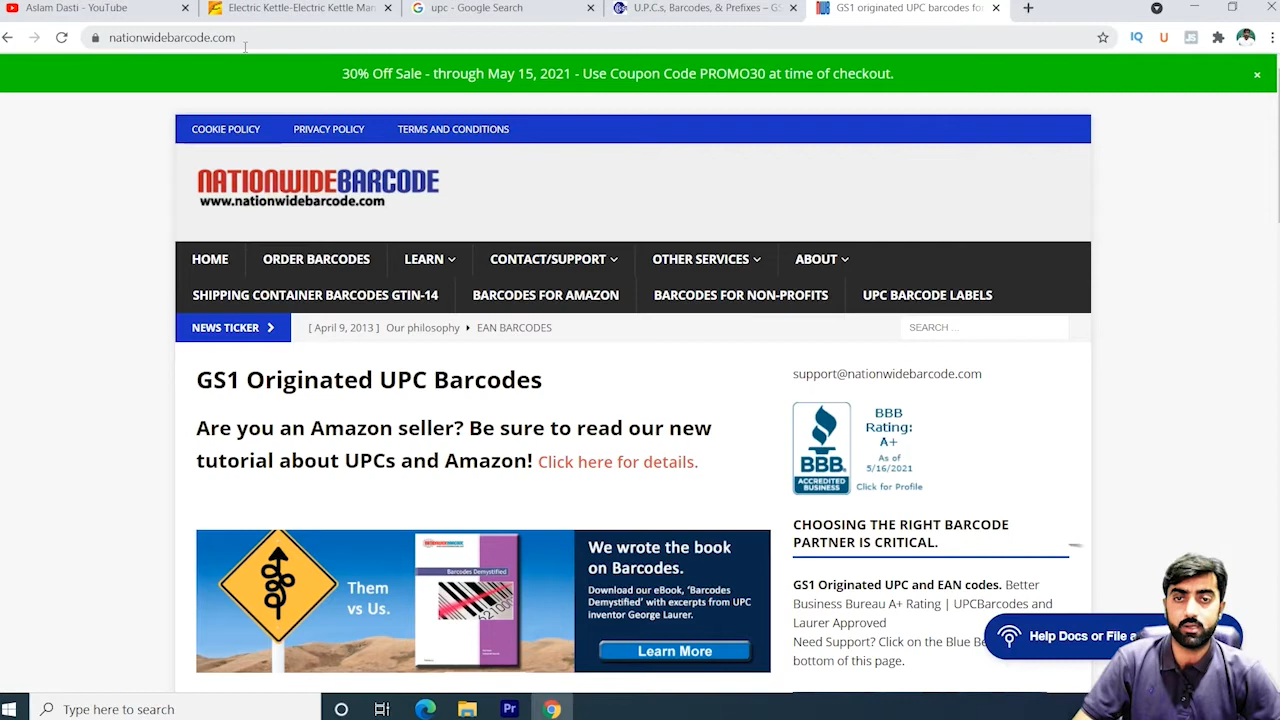 Aslam Dasti - YouTube
Electric Kettle-Electric Kettle Man
upc - Google Search
U.P.C.s, Barcodes, & Prefixes – GS
GS1 originated UPC barcodes for
nationwidebarcode.com
IQ
U
JS
30% Off Sale - through May 15, 2021 - Use Coupon Code PROMO30 at time of checkout.
COOKIE POLICY PRIVACY POLICY TERMS AND CONDITIONS
NATIONWIDEBARCODE
www.nationwidebarcode.com
HOME ORDER BARCODES LEARN CONTACT/SUPPORT OTHER SERVICES ABOUT
SHIPPING CONTAINER BARCODES GTIN-14 BARCODES FOR AMAZON BARCODES FOR NON-PROFITS UPC BARCODE LABELS
NEWS TICKER [ April 9, 2013 ] Our philosophy EAN BARCODES SEARCH …
GS1 Originated UPC Barcodes
Are you an Amazon seller? Be sure to read our new
tutorial about UPCs and Amazon! Click here for details.
Them
vs Us.
NATIONWIDEBARCODE
Barcodes Demystified
We wrote the book
on Barcodes.
Download our eBook, 'Barcodes
Demystified' with excerpts from UPC
inventor George Laurer.
Learn More
support@nationwidebarcode.com
BBB
ACCREDITED
BUSINESS
BBB
Rating:
A+
As of
5/16/2021
Click for Profile
CHOOSING THE RIGHT BARCODE
PARTNER IS CRITICAL.
GS1 Originated UPC and EAN codes. Better
Business Bureau A+ Rating | UPCBarcodes and
Laurer Approved
Need Support? Click on the Blue Be
bottom of this page.
Help Docs or File a
Type here to search
Pr